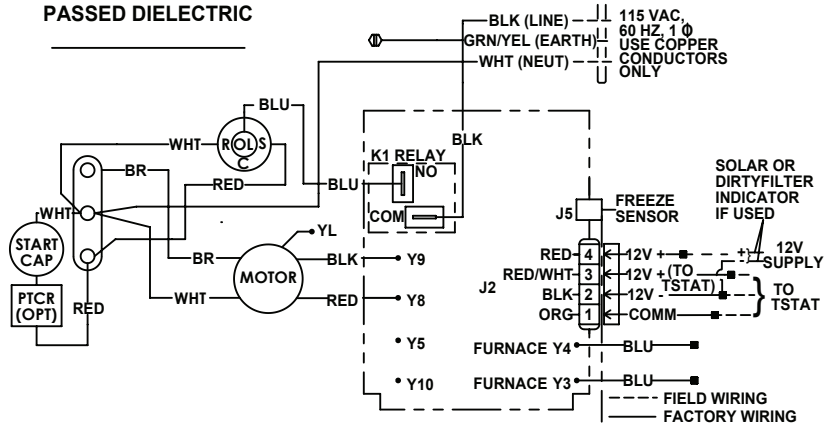 PASSED DIELECTRIC
BLK (LINE)
GRN/YEL (EARTH)
WHT (NEUT)
115 VAC,
60 HZ, 1 ϕ
USE COPPER
CONDUCTORS
ONLY
BLU
WHT
R OL S
C
BR
RED
WHT
START
CAP
PTCR
(OPT)
RED
BR
WHT
MOTOR
YL
BLK
RED
BLU
BLK
K1 RELAY
NO
COM
Y9
Y8
Y5
Y10
J2
J5
FREEZE
SENSOR
SOLAR OR
DIRTYFILTER
INDICATOR
IF USED
RED 4 12V + + 12V
SUPPLY
RED/WHT 3 12V + (TO
TSTAT)
BLK 2 12V -
ORG 1 COMM
TO
TSTAT
FURNACE Y4 BLU
FURNACE Y3 BLU
FIELD WIRING
FACTORY WIRING